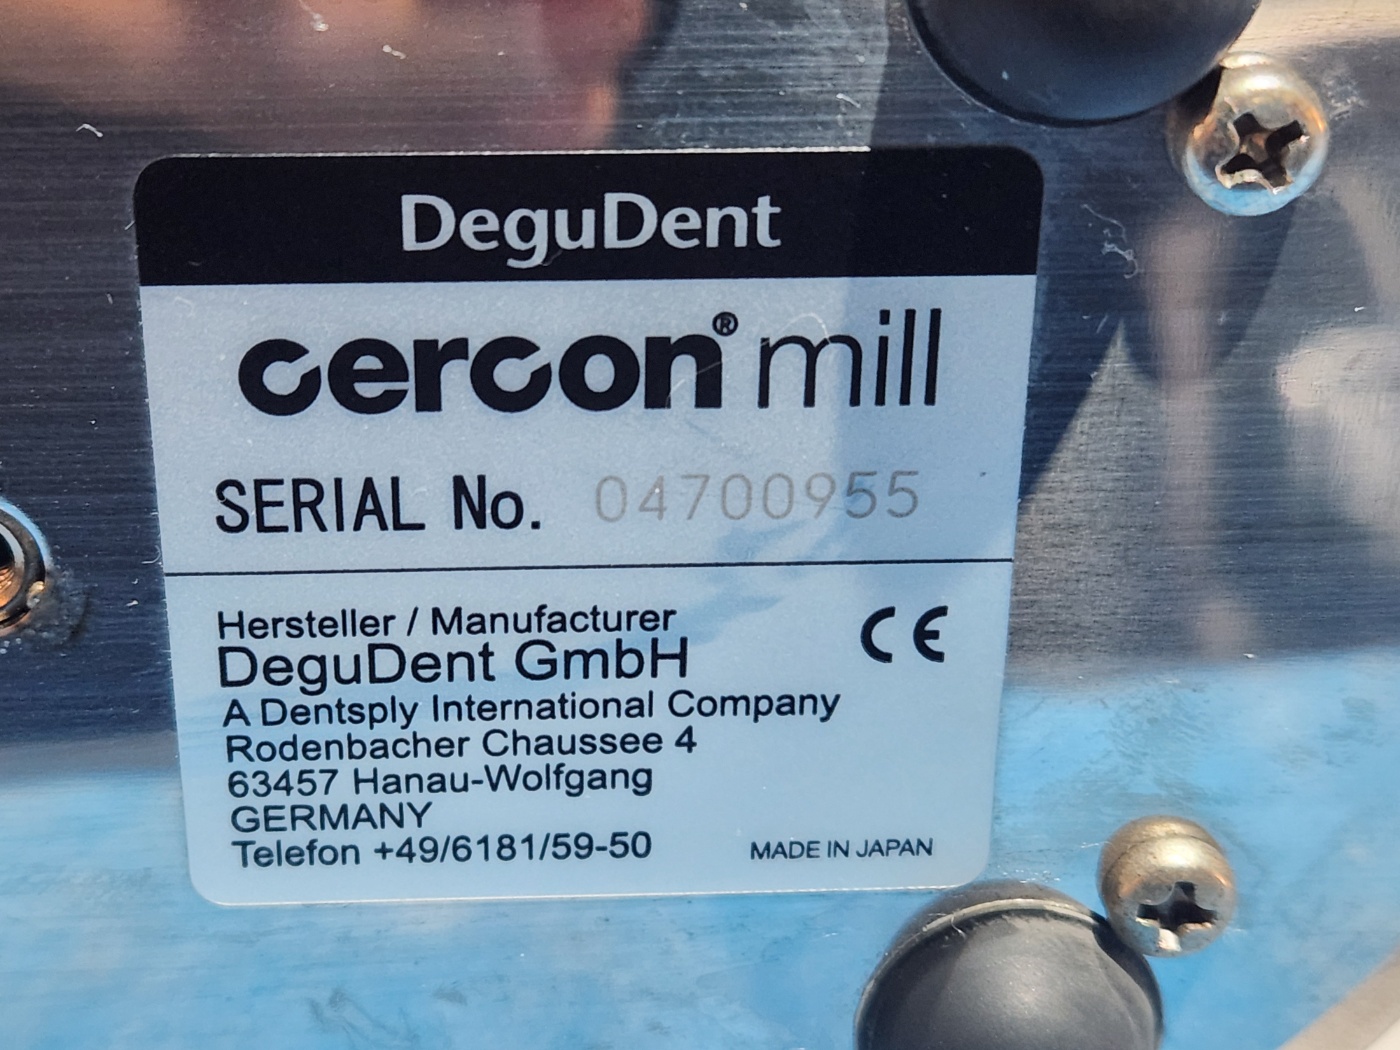 DeguDent
cercon® mill
SERIAL No. 04700955
Hersteller / Manufacturer
DeguDent GmbH
CE
A Dentsply International Company
Rodenbacher Chaussee 4
63457 Hanau-Wolfgang
GERMANY
Telefon +49/6181/59-50
MADE IN JAPAN